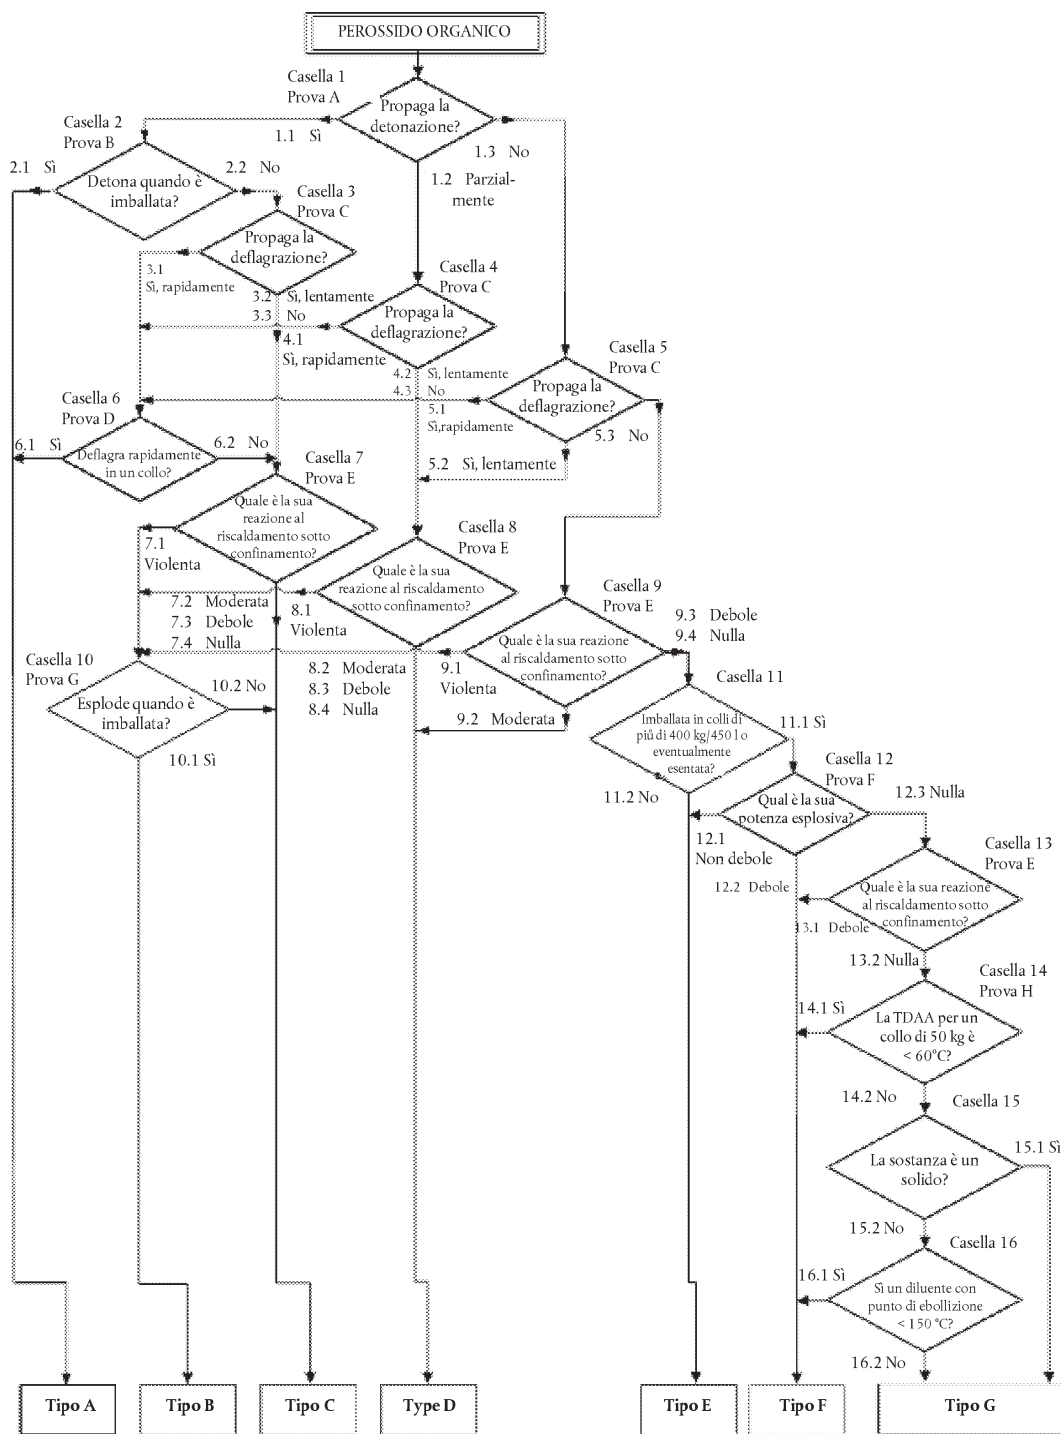 PEROSSIDO ORGANICO
Casella 1
Prova A
Propaga la
detonazione?
1.1 Sì
1.3 No
1.2 Parzial-
mente
Casella 2
Prova B
2.1 Sì
2.2 No
Detona quando è
imballata?
Casella 3
Prova C
Propaga la
deflagrazione?
3.1
Sì, rapidamente
3.2 Sì, lentamente
3.3 No
Casella 4
Prova C
Propaga la
deflagrazione?
4.1
Sì, rapidamente
4.2 Sì, lentamente
4.3 No
Casella 5
Prova C
Propaga la
deflagrazione?
5.1
Sì,rapidamente
5.3 No
5.2 Sì, lentamente
Casella 6
Prova D
6.1 Sì
6.2 No
Deflagra rapidamente
in un collo?
Casella 7
Prova E
Quale è la sua
reazione al
riscaldamento sotto
confinamento?
7.1
Violenta
7.2 Moderata
7.3 Debole
7.4 Nulla
Casella 8
Prova E
Quale è la sua
reazione al riscaldamento
sotto confinamento?
8.1
Violenta
8.2 Moderata
8.3 Debole
8.4 Nulla
Casella 9
Prova E
Quale è la sua reazione
al riscaldamento sotto
confinamento?
9.3 Debole
9.4 Nulla
9.1
Violenta
9.2 Moderata
Casella 10
Prova G
Esplode quando è
imballata?
10.2 No
10.1 Sì
Casella 11
Imballata in colli di
più di 400 kg/450 l o
eventualmente
esentata?
11.1 Sì
11.2 No
Casella 12
Prova F
Qual è la sua
potenza esplosiva?
12.3 Nulla
12.1
Non debole
12.2 Debole
Casella 13
Prova E
Quale è la sua reazione
al riscaldamento sotto
confinamento?
13.1 Debole
13.2 Nulla
Casella 14
Prova H
14.1 Sì
La TDAA per un
collo di 50 kg è
< 60°C?
14.2 No
Casella 15
La sostanza è un
solido?
15.1 Sì
15.2 No
Casella 16
16.1 Sì
Sì un diluente con
punto di ebollizione
< 150 °C?
16.2 No
Tipo A
Tipo B
Tipo C
Type D
Tipo E
Tipo F
Tipo G